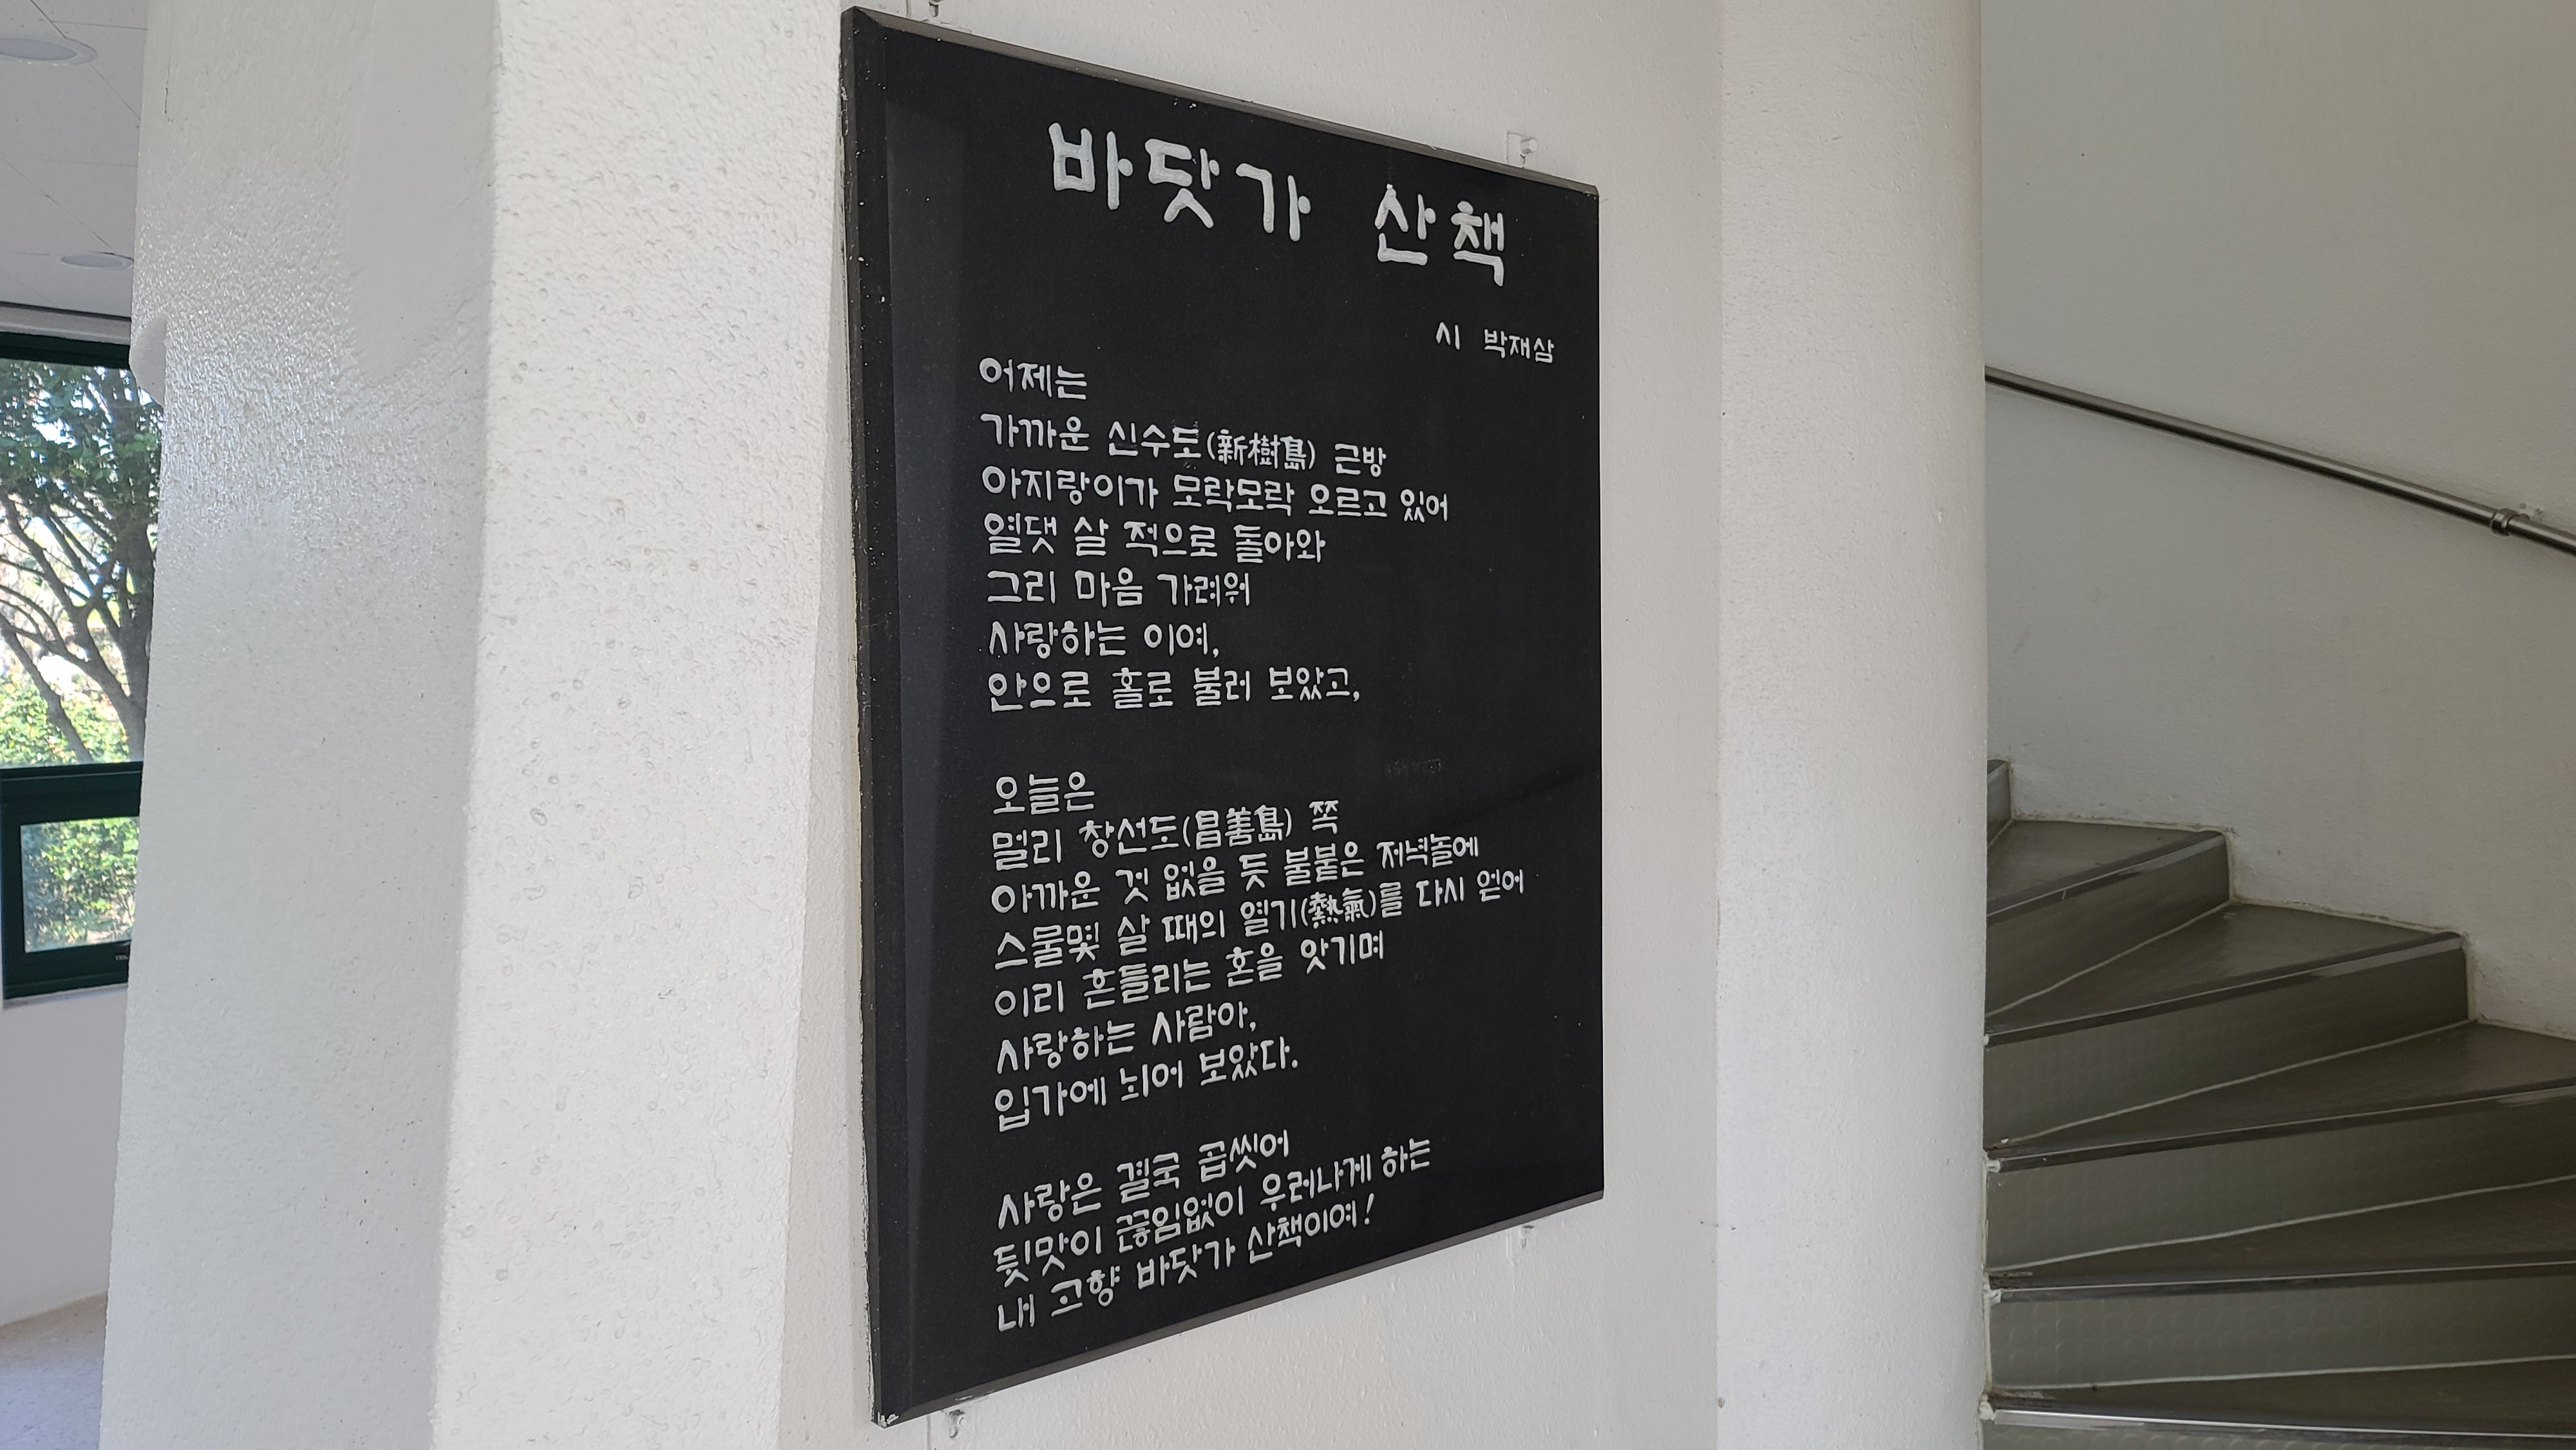 바닷가 산책
시 박재삼
어제는
가까운 신수도(新樹島) 근방
아지랑이가 모락모락 오르고 있어
열댓 살 적으로 돌아와
그리 마음 가려워
사랑하는 이여,
안으로 홀로 불러 보았고,
오늘은
멀리 창선도(昌善島) 쪽
아까운 것 없을 듯 불붙은 저녁놀에
스물몇 살 때의 열기(熱氣)를 다시 얻어
이리 흔들리는 혼을 앗기며
사랑하는 사람아,
입가에 뇌어 보았다.
사랑은 결국 곱씻어
뒷맛이 끊임없이 우러나게 하는
내 고향 바닷가 산책이여!